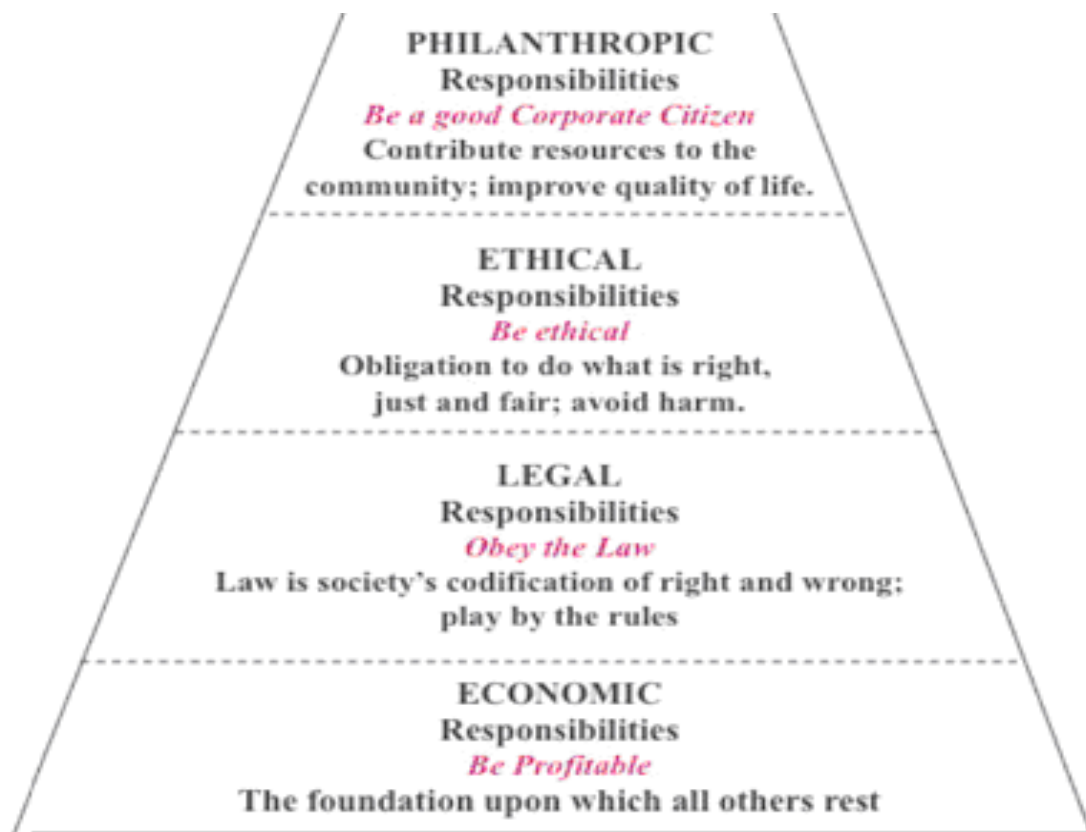 PHILANTHROPIC
Responsibilities
Be a good Corporate Citizen
Contribute resources to the
community; improve quality of life.
ETHICAL
Responsibilities
Be ethical
Obligation to do what is right,
just and fair; avoid harm.
LEGAL
Responsibilities
Obey the Law
Law is society’s codification of right and wrong;
play by the rules
ECONOMIC
Responsibilities
Be Profitable
The foundation upon which all others rest